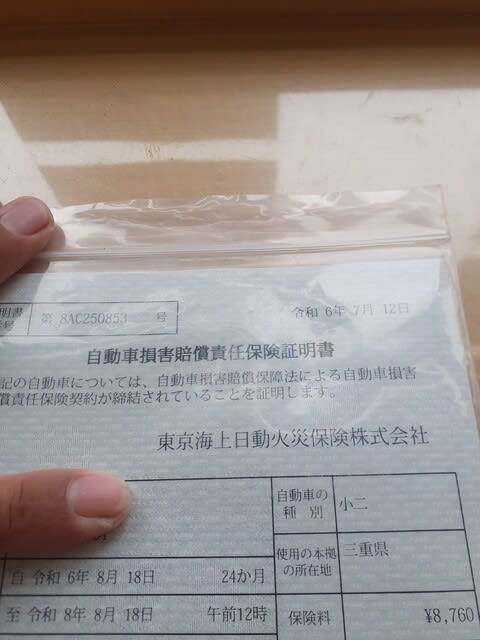 明書
番号
第 8AC250853 号
令和 6年 7月 12日
自動車損害賠償責任保険証明書
記の自動車については、自動車損害賠償保障法による自動車損害
賠償責任保険契約が締結されていることを証明します。
東京海上日動火災保険株式会社
自動車の
種 別
小二
使用の本拠
の所在地
三重県
自 令和 6年 8月 18日 24か月
至 令和 8年 8月 18日 午前12時
保険料
¥8,760